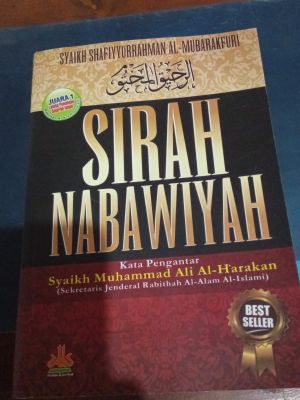 SYAIKH SHAFIYYURRAHMAN AL-MUBARAKFURI
الرحيق المختوم
JUARA 1
SIRAH
NABAWIYAH
Kata Pengantar
Syaikh Muhammad Ali Al-Harakan
(Sekretaris Jenderal Rabithah Al-Alam Al-Islami)
BEST
SELLER